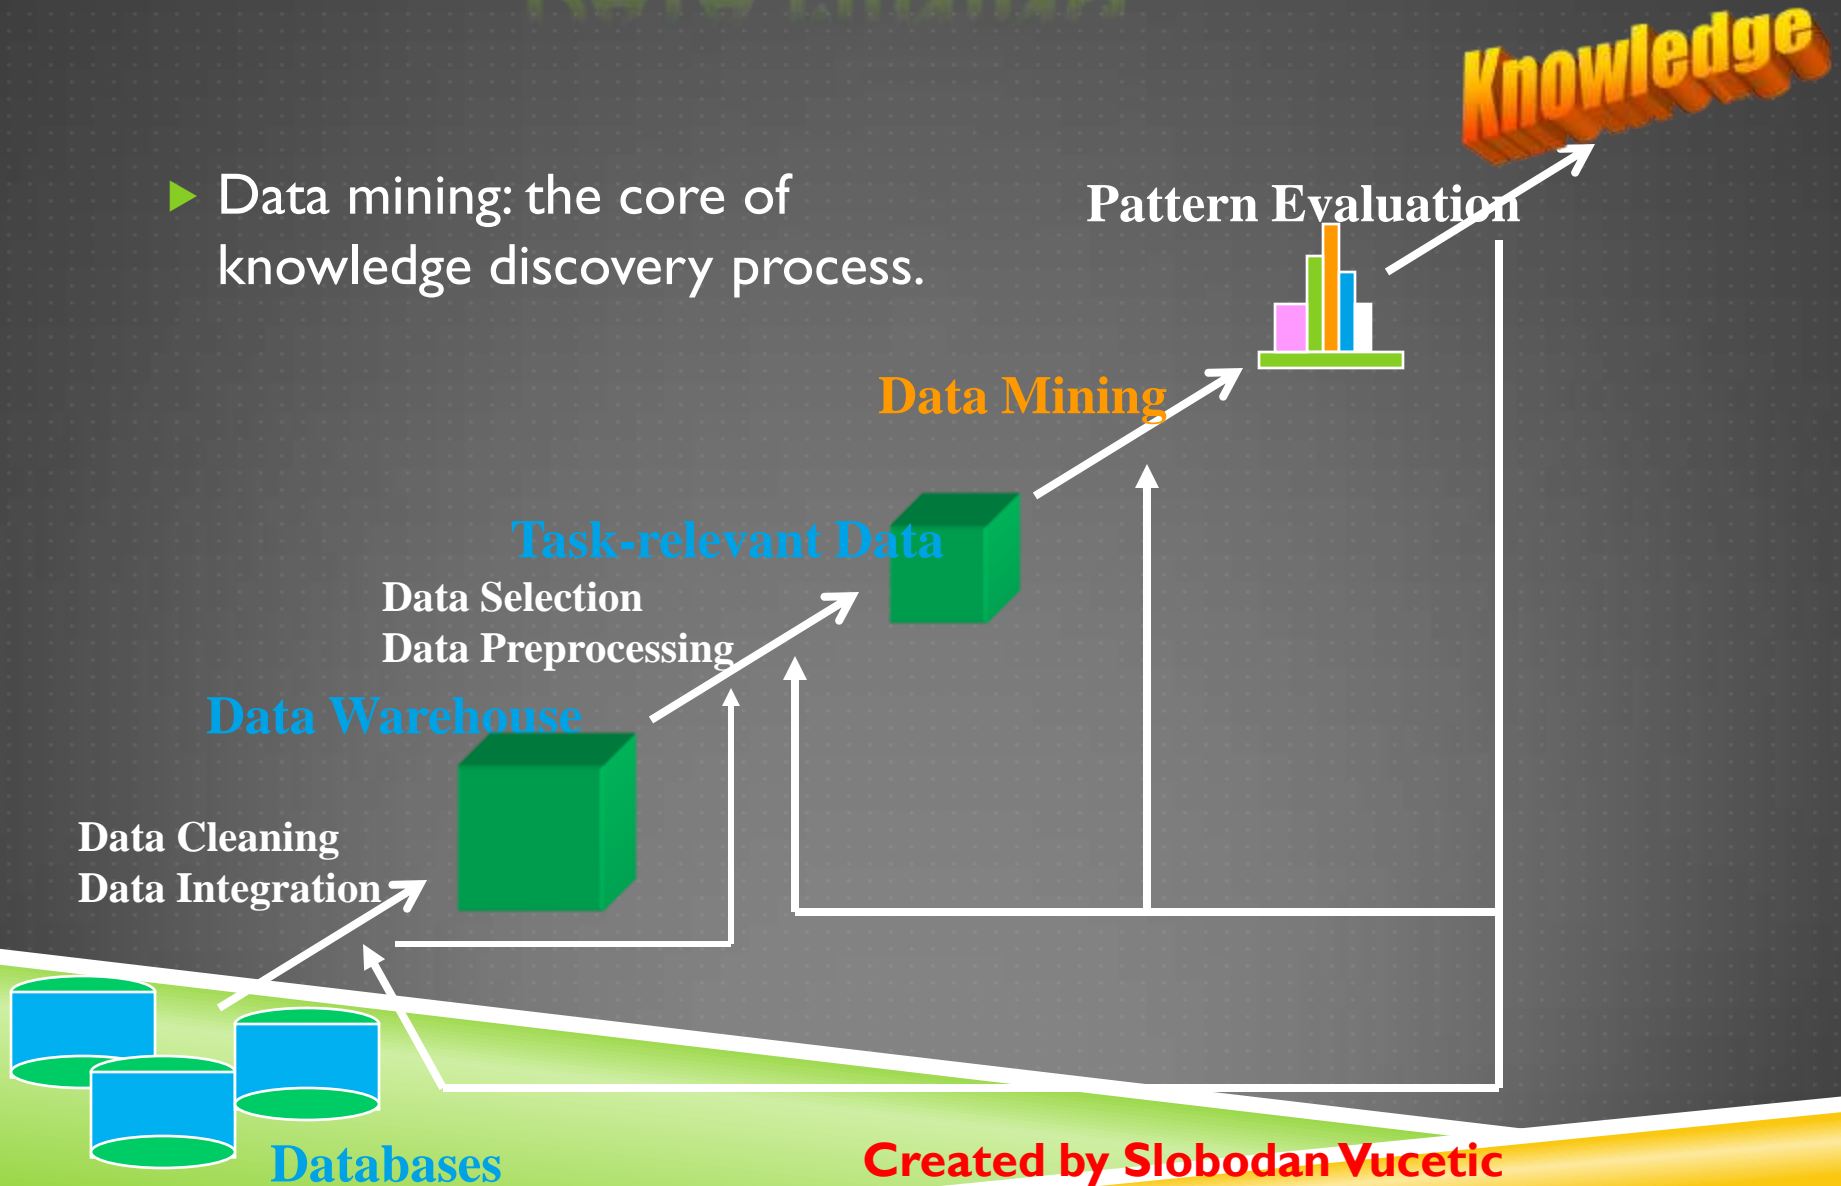 Knowledge
Data mining: the core of
knowledge discovery process.
Pattern Evaluation
Data Mining
Task-relevant Data
Data Selection
Data Preprocessing
Data Warehouse
Data Cleaning
Data Integration
Databases
Created by Slobodan Vucetic